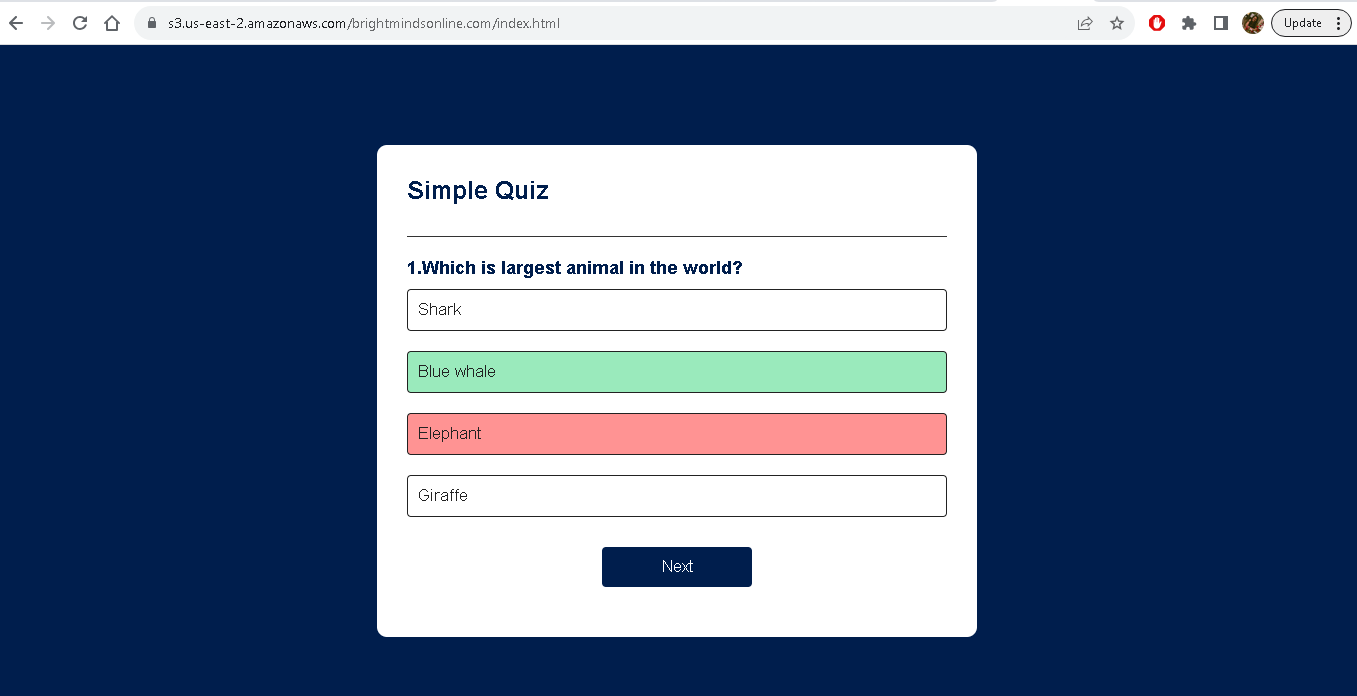 s3.us-east-2.amazonaws.com/brightmindsonline.com/index.html
Update
Simple Quiz
1.Which is largest animal in the world?
Shark
Blue whale
Elephant
Giraffe
Next